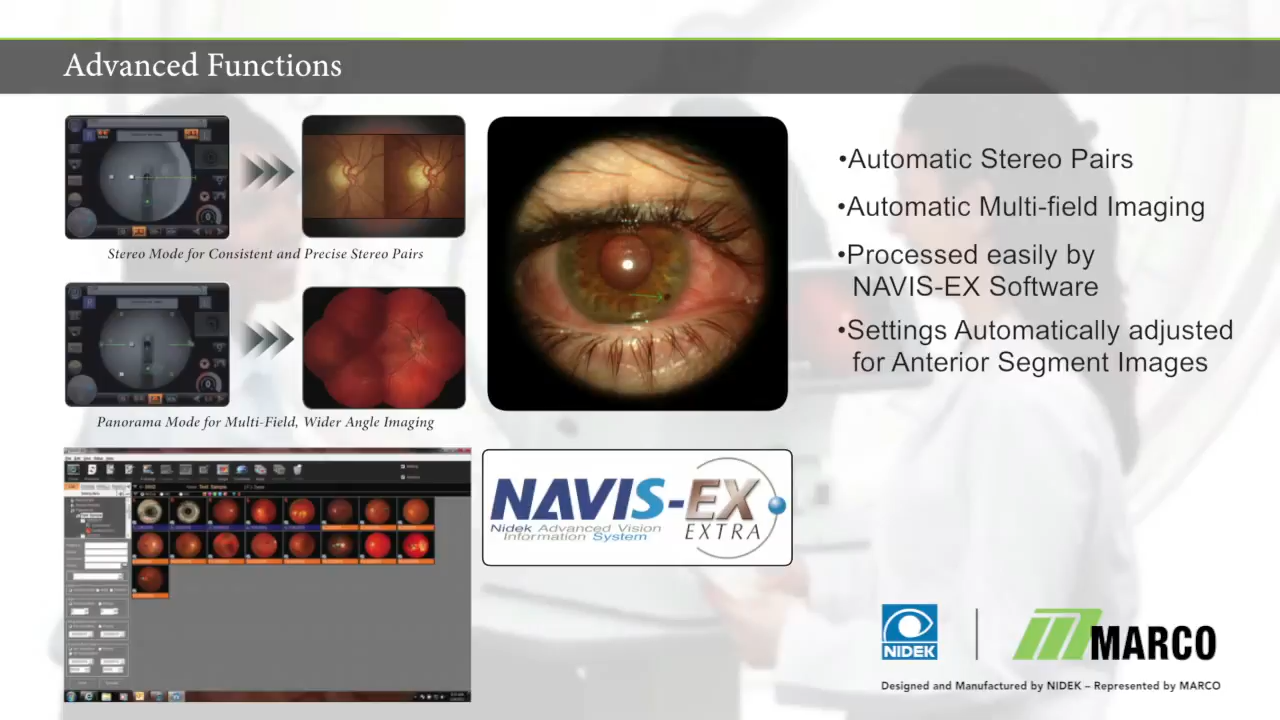 Advanced Functions
Stereo Mode for Consistent and Precise Stereo Pairs
Panorama Mode for Multi-Field, Wider Angle Imaging
•Automatic Stereo Pairs
•Automatic Multi-field Imaging
•Processed easily by
NAVIS-EX Software
•Settings Automatically adjusted
for Anterior Segment Images
NAVIS-EX
Nidek Advanced Vision
Information System
EXTRA
NIDEK
MARCO
Designed and Manufactured by NIDEK – Represented by MARCO